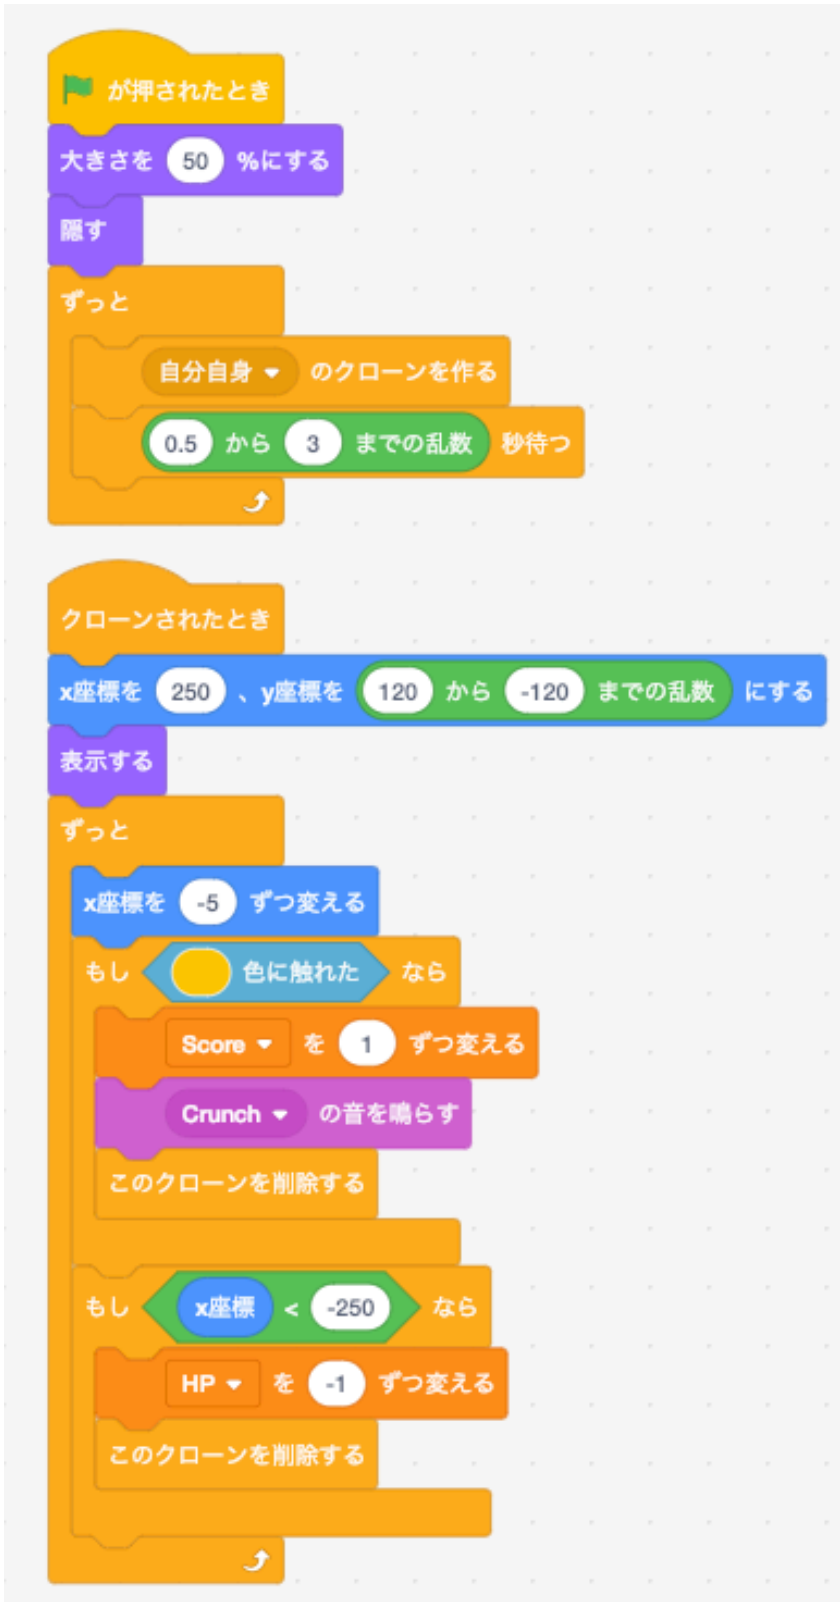 が押されたとき
大きさを 50 %にする
隠す
ずっと
自分自身 のクローンを作る
0.5 から 3 までの乱数 秒待つ
クローンされたとき
x座標を 250 、y座標を 120 から -120 までの乱数 にする
表示する
ずっと
x座標を -5 ずつ変える
もし 色に触れた なら
Score を 1 ずつ変える
Crunch の音を鳴らす
このクローンを削除する
もし x座標 < -250 なら
HP を -1 ずつ変える
このクローンを削除する